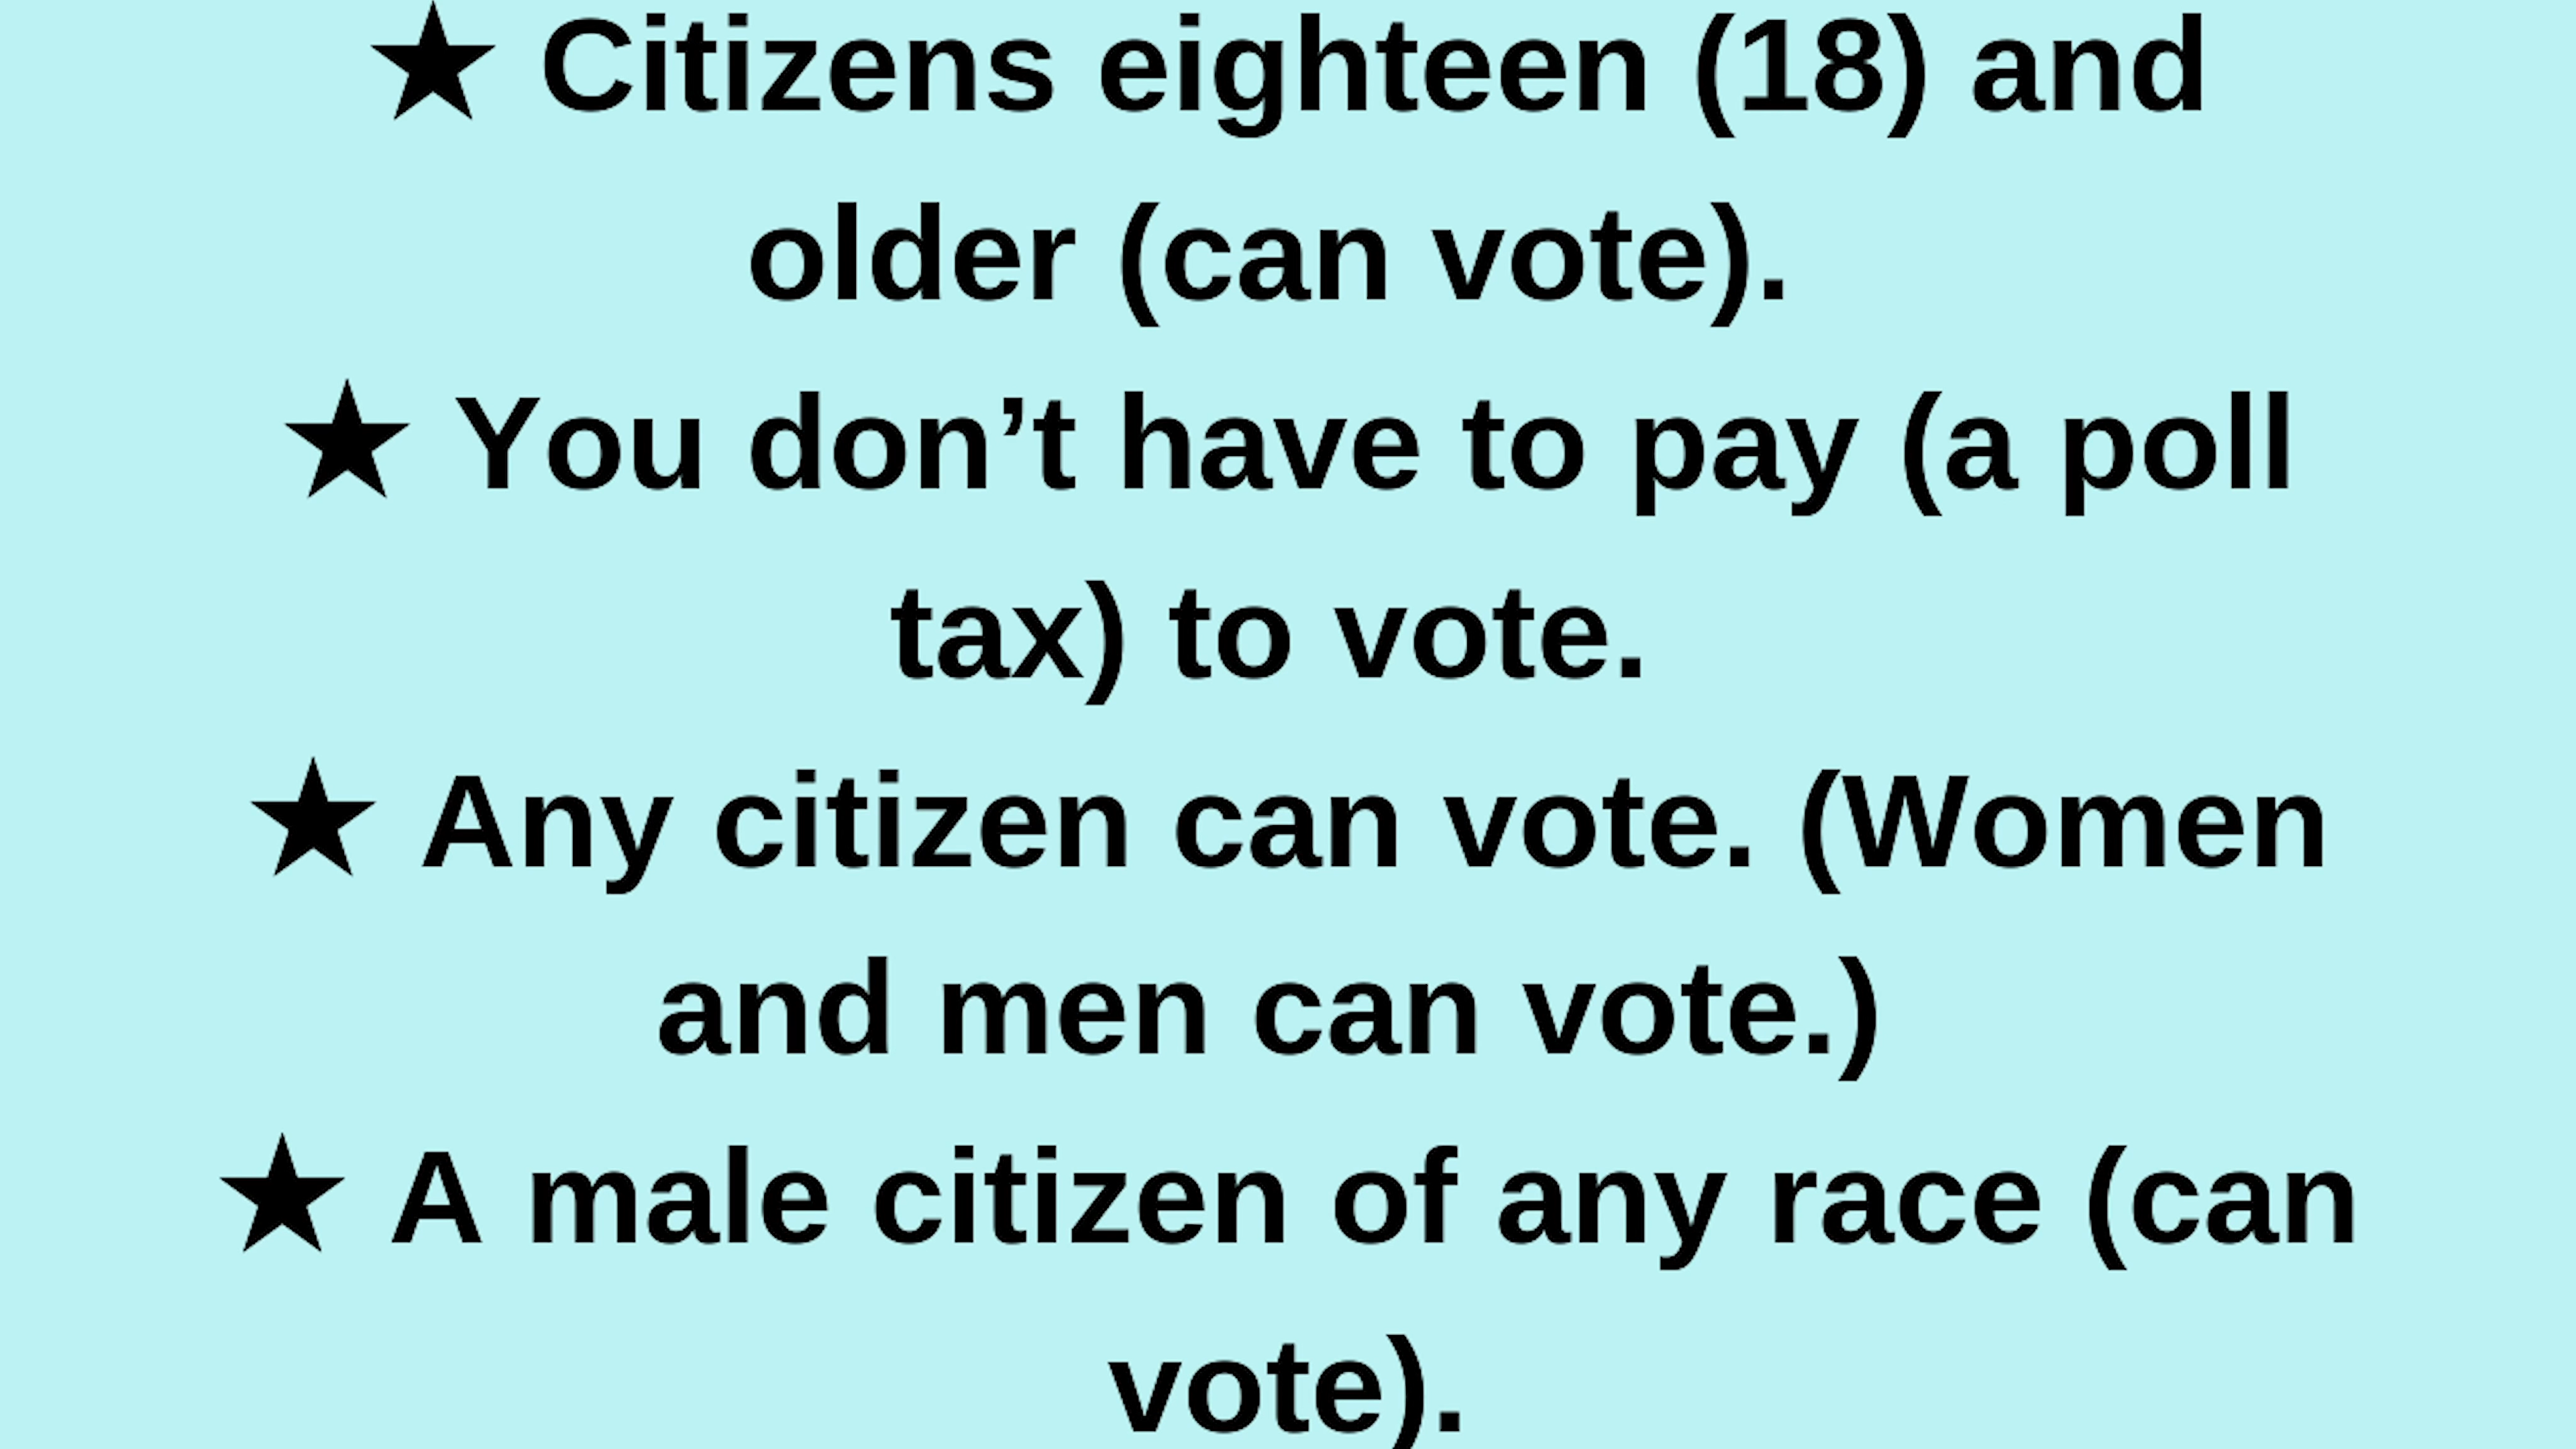 ★ Citizens eighteen (18) and
older (can vote).
★ You don’t have to pay (a poll
tax) to vote.
★ Any citizen can vote. (Women
and men can vote.)
★ A male citizen of any race (can
vote).